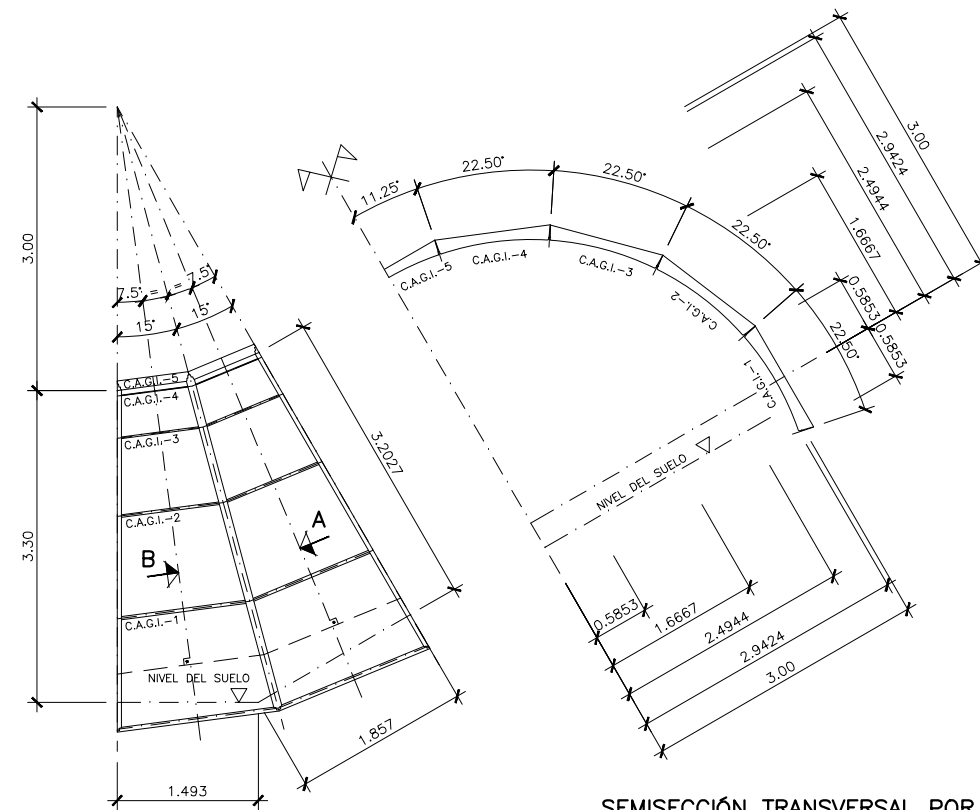 3.00
3.30
7.5° = = 7.5°
15°
15°
C.A.G.I.-5
C.A.G.I.-4
C.A.G.I.-3
C.A.G.I.-2
C.A.G.I.-1
B
A
NIVEL DEL SUELO
3.2027
1.857
1.493
11.25°
22.50°
22.50°
22.50°
22.50°
C.A.G.I.-5
C.A.G.I.-4
C.A.G.I.-3
C.A.G.I.-2
C.A.G.I.-1
NIVEL DEL SUELO
3.00
2.9424
2.4944
1.6667
0.5853
0.5853
0.5853
1.6667
2.4944
2.9424
3.00
SEMISECCIÓN TRANSVERSAL POR